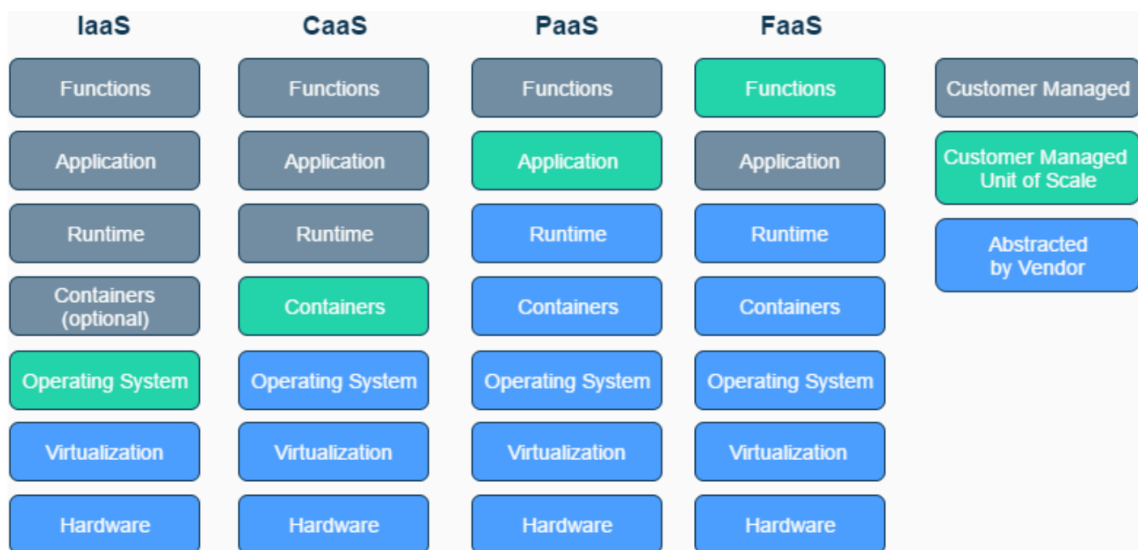 IaaS CaaS PaaS FaaS
Functions Functions Functions Functions Customer Managed
Application Application Application Application Customer Managed
Unit of Scale
Runtime Runtime Runtime Runtime Abstracted
by Vendor
Containers
(optional) Containers Containers Containers
Operating System Operating System Operating System Operating System
Virtualization Virtualization Virtualization Virtualization
Hardware Hardware Hardware Hardware